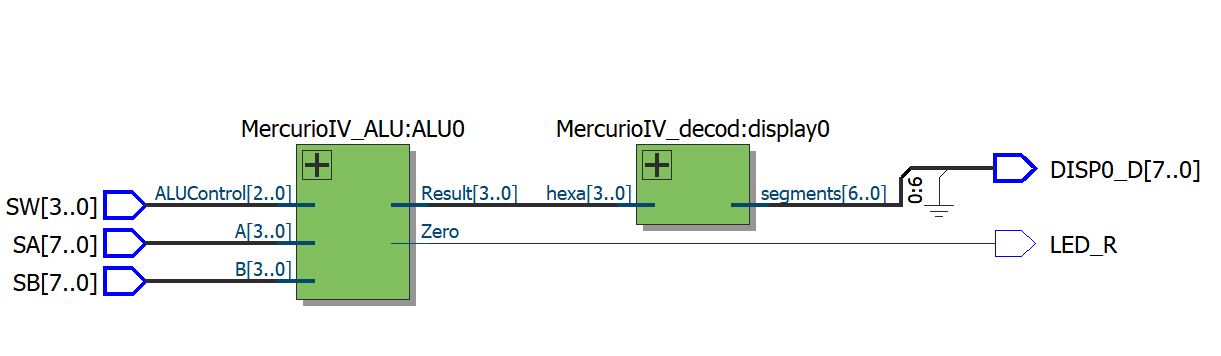 MercurioIV_ALU:ALU0
MercurioIV_decod:display0
SW[3..0]
ALUControl[2..0]
Result[3..0]
hexa[3..0]
segments[6..0]
0:6
DISP0_D[7..0]
SA[7..0]
A[3..0]
Zero
LED_R
SB[7..0]
B[3..0]